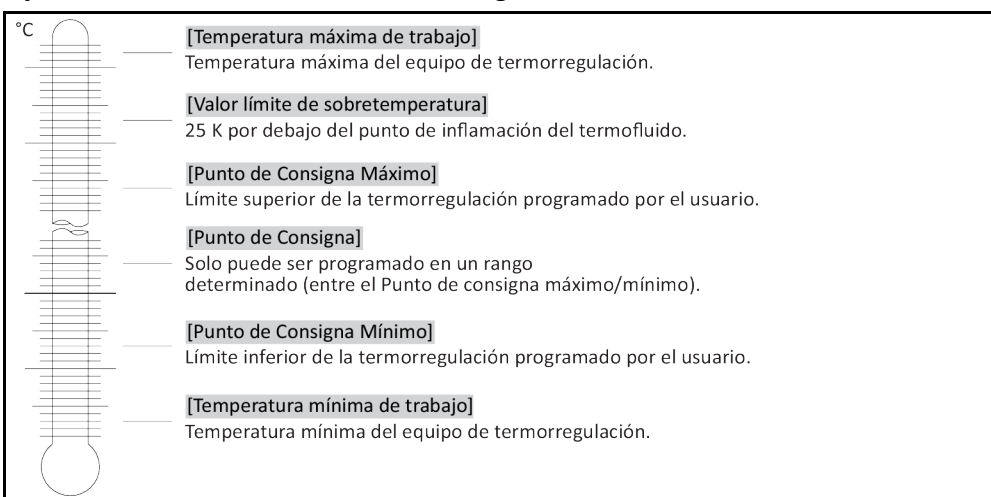 °C
[Temperatura máxima de trabajo]
Temperatura máxima del equipo de termorregulación.
[Valor límite de sobretemperatura]
25 K por debajo del punto de inflamación del termofluido.
[Punto de Consigna Máximo]
Límite superior de la termorregulación programado por el usuario.
[Punto de Consigna]
Solo puede ser programado en un rango
determinado (entre el Punto de consigna máximo/mínimo).
[Punto de Consigna Mínimo]
Límite inferior de la termorregulación programado por el usuario.
[Temperatura mínima de trabajo]
Temperatura mínima del equipo de termorregulación.